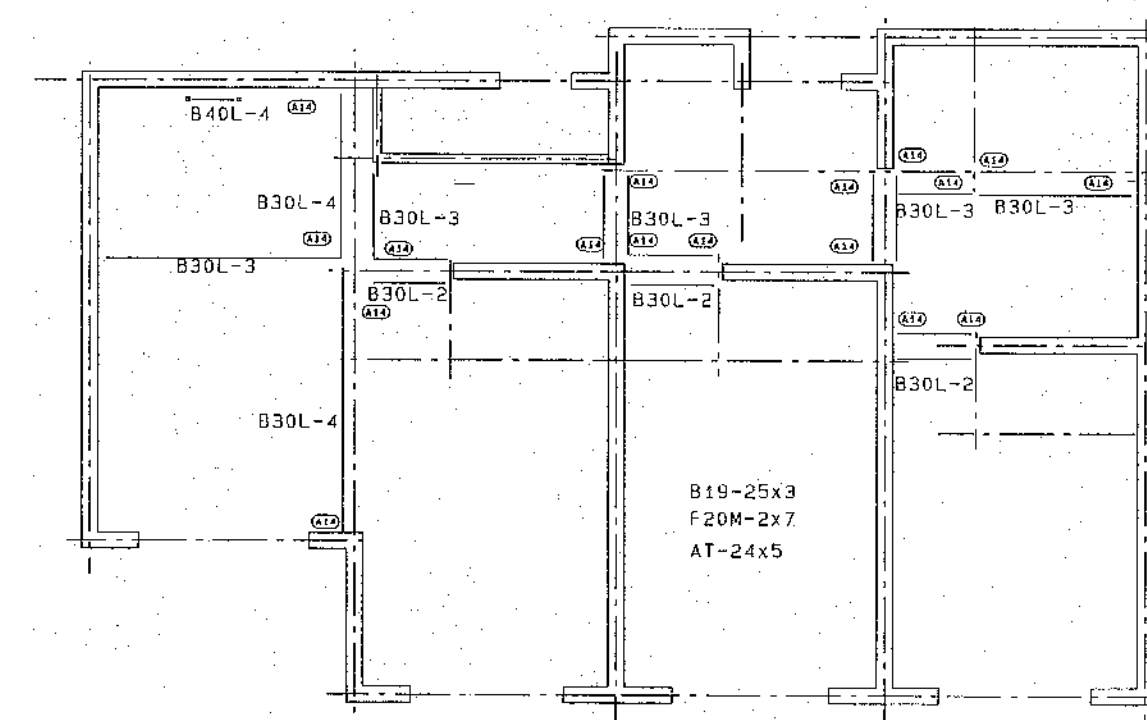 B40L-4 A14
A14 A14
B30L-4 A14 A14 A14 A14
B30L-3 B30L-3 B30L-3 B30L-3
A14 A14 A14 A14 A14 A14
B30L-3
B30L-2 B30L-2
A14 A14 A14
B30L-2
B30L-4
B19-25x3
F20M-2x7
A14
AT-24x5